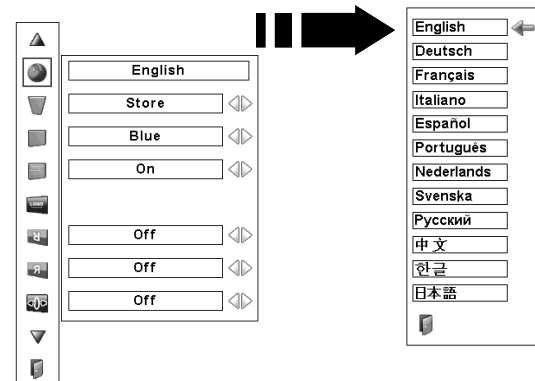 English
Store
Blue
On
LOGO
R
R
Off
Off
Off
English
Deutsch
Français
Italiano
Español
Português
Nederlands
Svenska
Русский
中文
한글
日本語